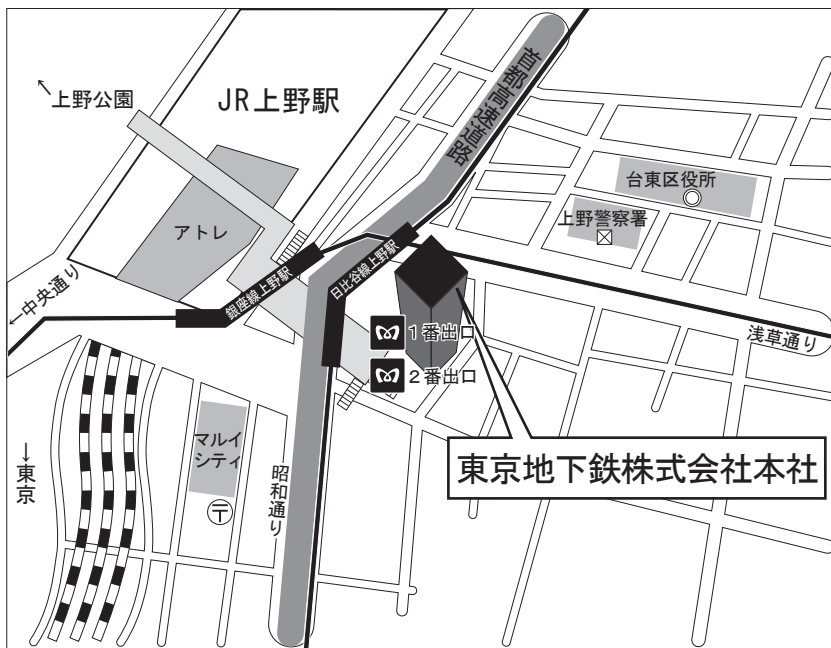 ↑上野公園
JR上野駅
首都高速道路
台東区役所
上野警察署
アトレ
銀座線上野駅
日比谷線上野駅
←中央通り
浅草通り
1番出口
2番出口
東京地下鉄株式会社本社
マルイ
シティ
〒
昭和通り
↓東京